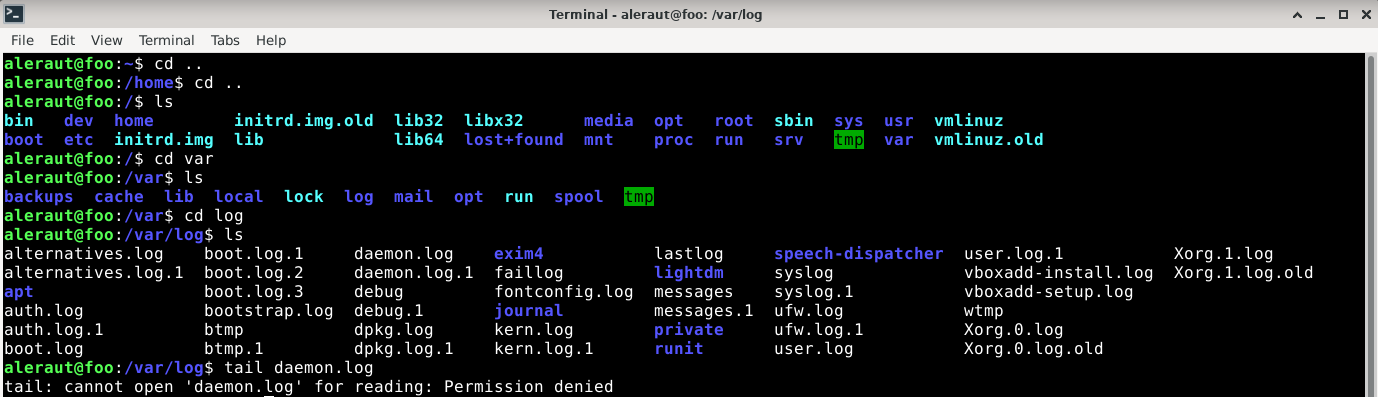 Terminal - aleraut@foo: /var/log
File Edit View Terminal Tabs Help
aleraut@foo:~$ cd ..
aleraut@foo:/home$ cd ..
aleraut@foo:/$ ls
bin dev home initrd.img.old lib32 libx32 media opt root sbin sys usr vmlinuz
boot etc initrd.img lib lib64 lost+found mnt proc run srv tmp var vmlinuz.old
aleraut@foo:/$ cd var
aleraut@foo:/var$ ls
backups cache lib local lock log mail opt run spool tmp
aleraut@foo:/var$ cd log
aleraut@foo:/var/log$ ls
alternatives.log boot.log.1 daemon.log exim4 lastlog speech-dispatcher user.log.1 Xorg.1.log
alternatives.log.1 boot.log.2 daemon.log.1 faillog lightdm syslog vboxadd-install.log Xorg.1.log.old
apt boot.log.3 debug fontconfig.log messages syslog.1 vboxadd-setup.log
auth.log bootstrap.log debug.1 journal messages.1 ufw.log wtmp
auth.log.1 btmp dpkg.log kern.log private ufw.log.1 Xorg.0.log
boot.log btmp.1 dpkg.log.1 kern.log.1 runit user.log Xorg.0.log.old
aleraut@foo:/var/log$ tail daemon.log
tail: cannot open 'daemon.log' for reading: Permission denied